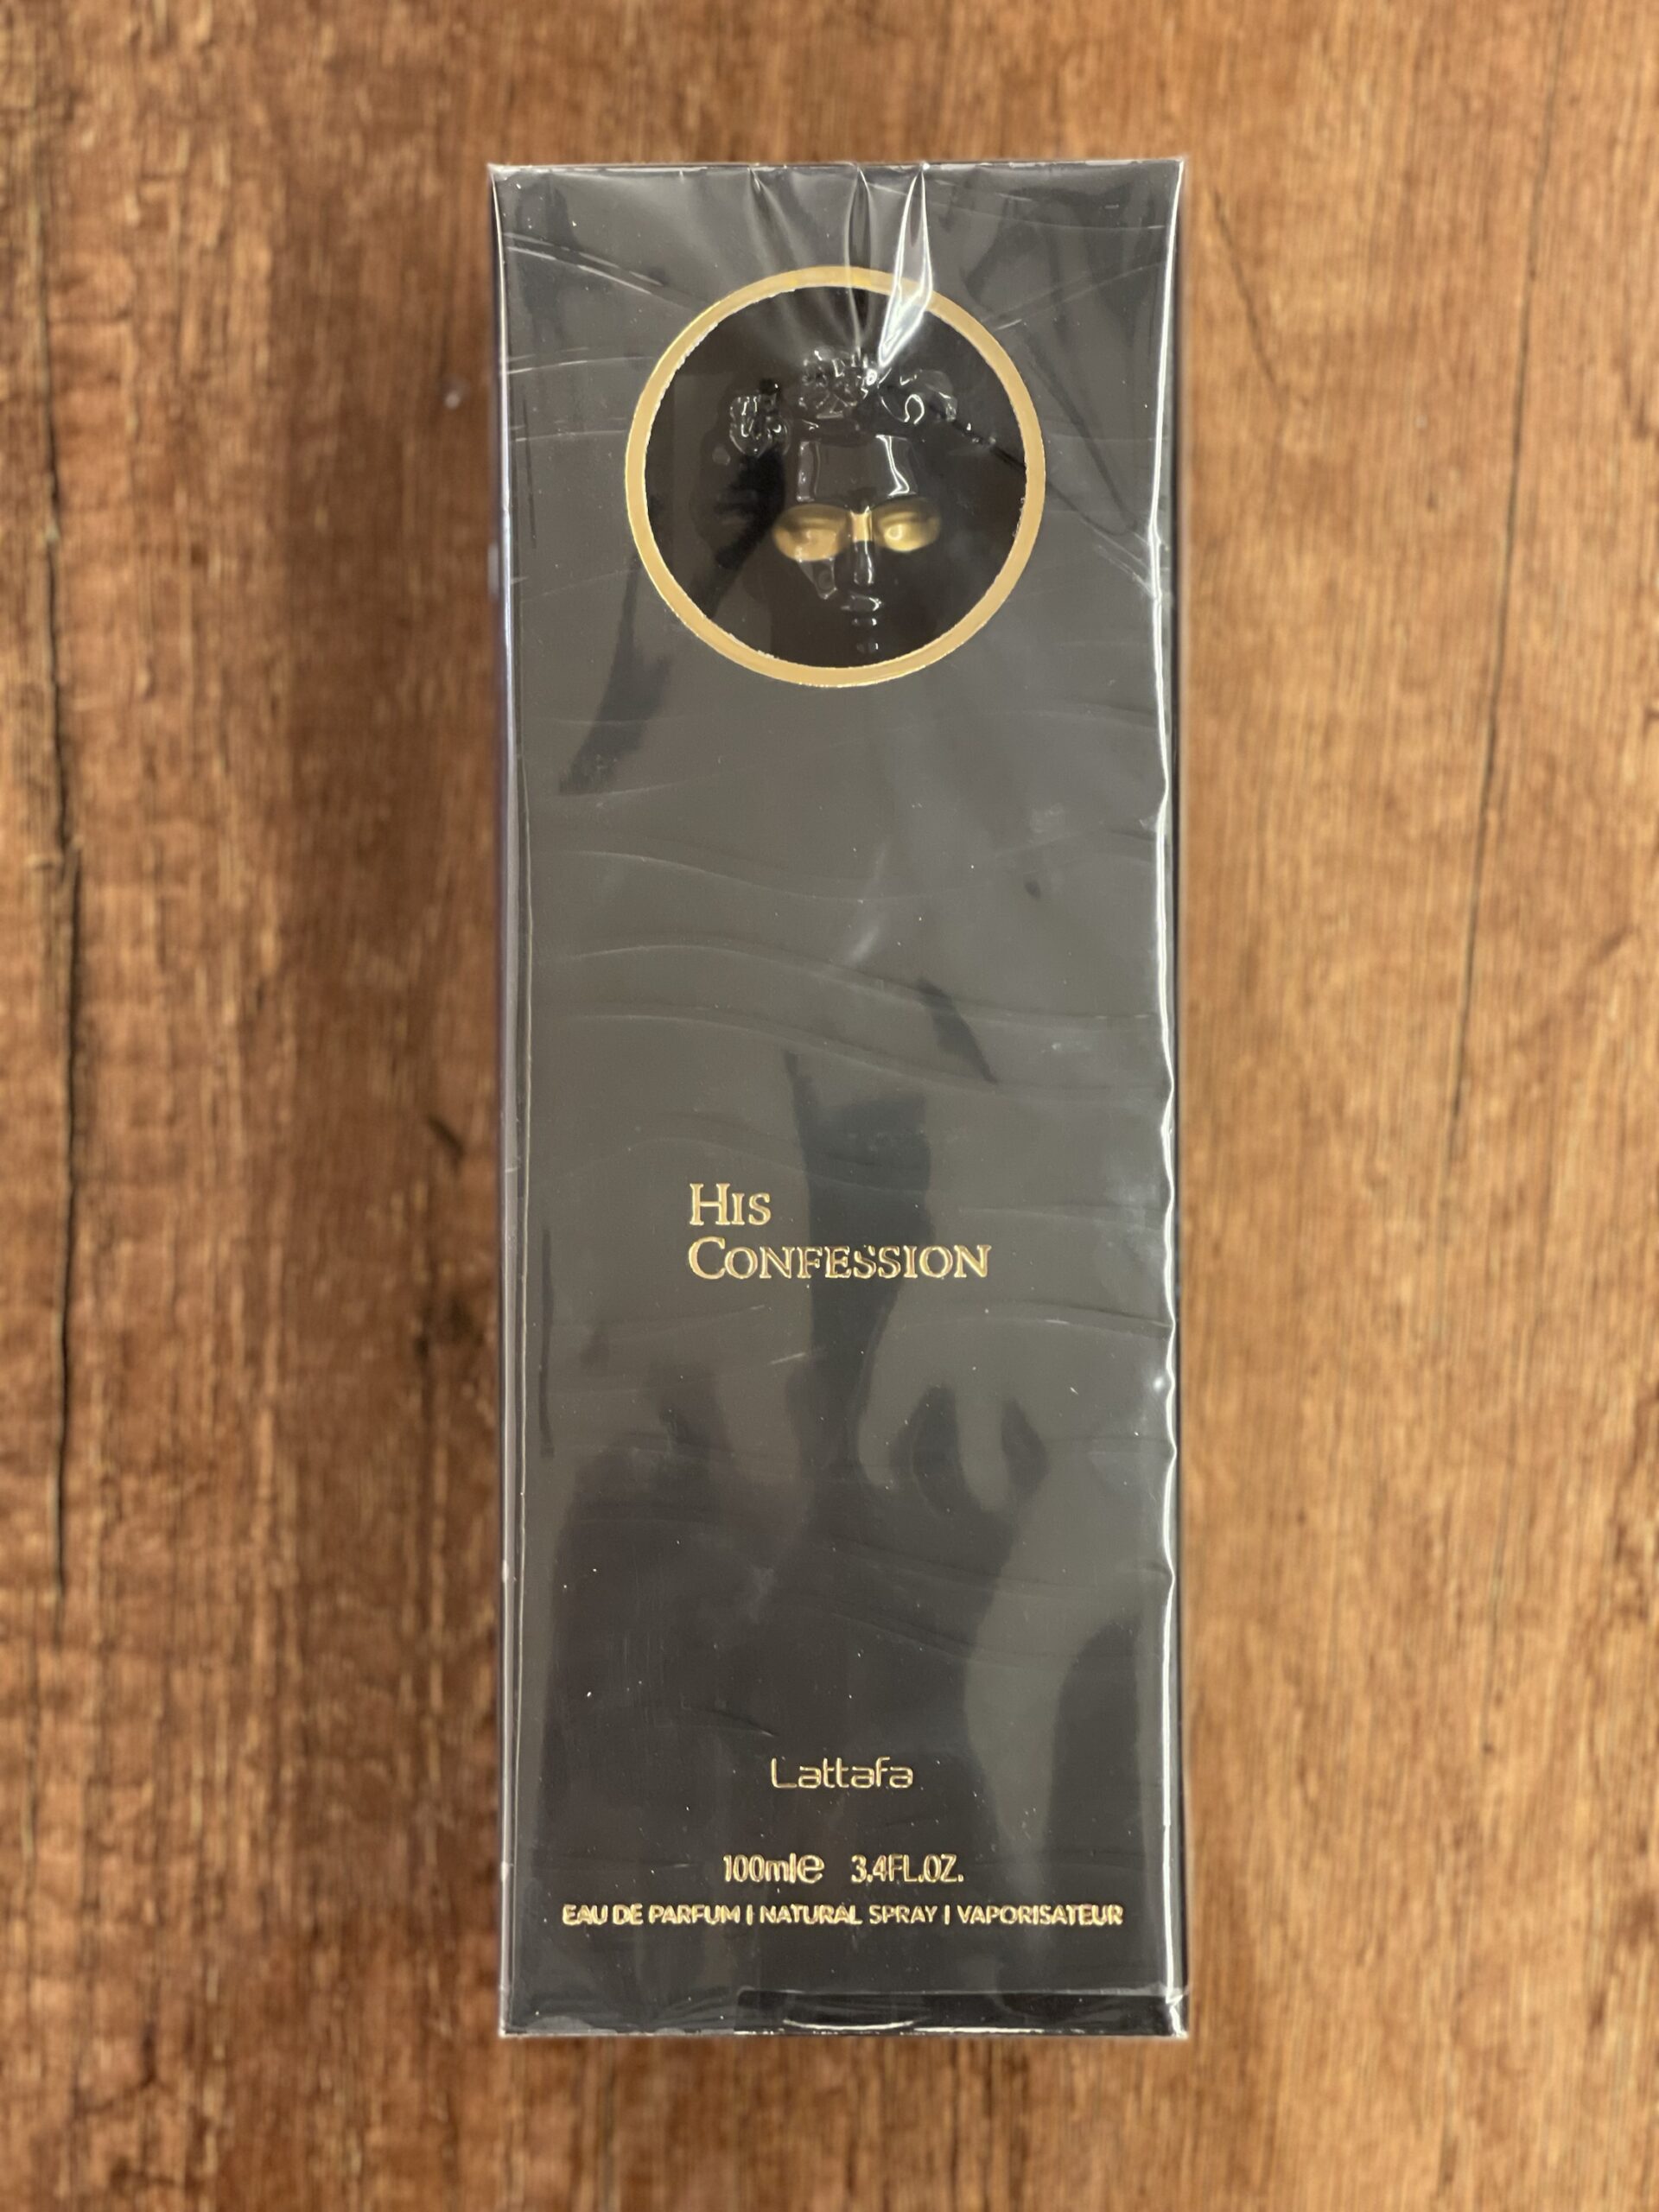 His
Confession
Lattafa
100ml℮ 3.4FL.OZ.
EAU DE PARFUM | NATURAL SPRAY | VAPORISATEUR